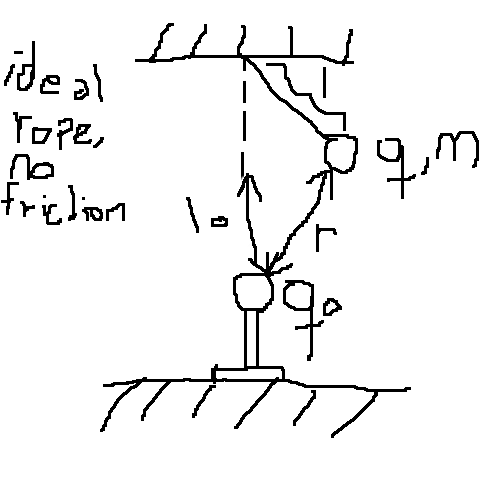 ideal
rope,
no
friction
q, m
l₀
r
q₀